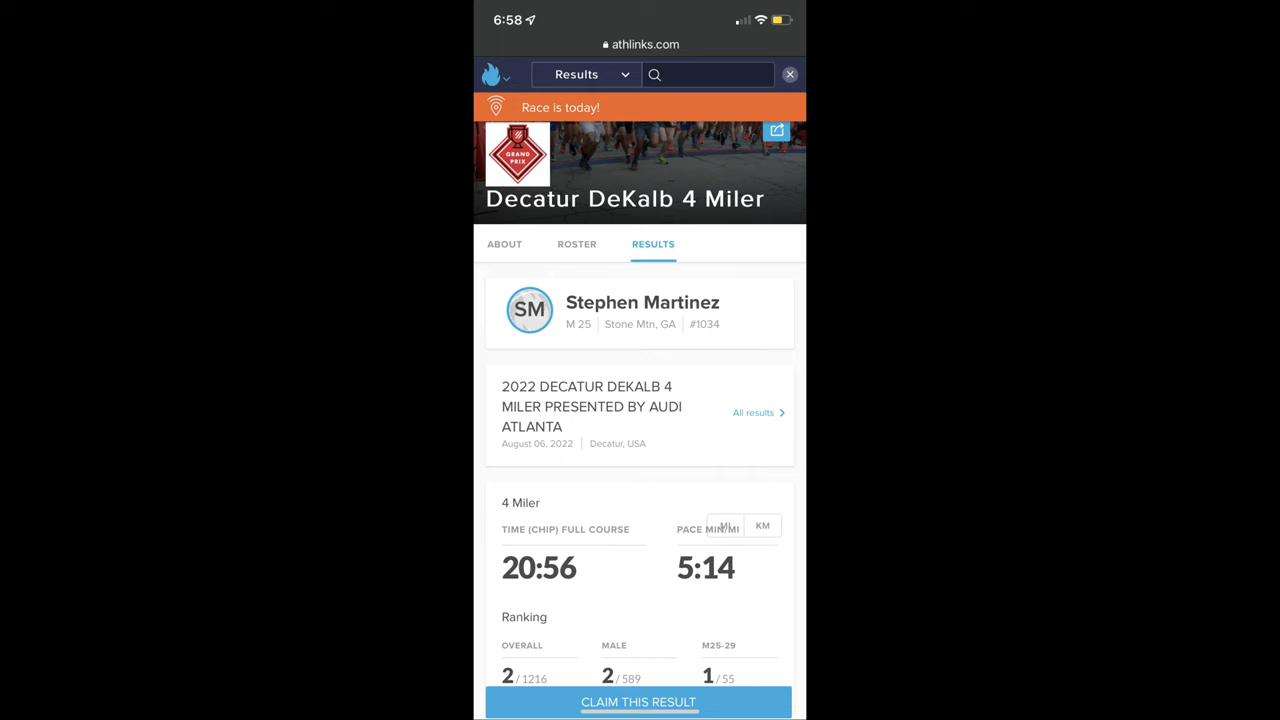 6:58
athlinks.com
Results
Race is today!
GRAND
PRIX
Decatur DeKalb 4 Miler
ABOUT ROSTER RESULTS
SM
Stephen Martinez
M 25 Stone Mtn, GA #1034
2022 DECATUR DEKALB 4
MILER PRESENTED BY AUDI
ATLANTA
All results
August 06, 2022 Decatur, USA
4 Miler
MI KM
TIME (CHIP) FULL COURSE PACE MIN/MI
20:56 5:14
Ranking
OVERALL MALE M25-29
2 / 1216 2 / 589 1 / 55
CLAIM THIS RESULT